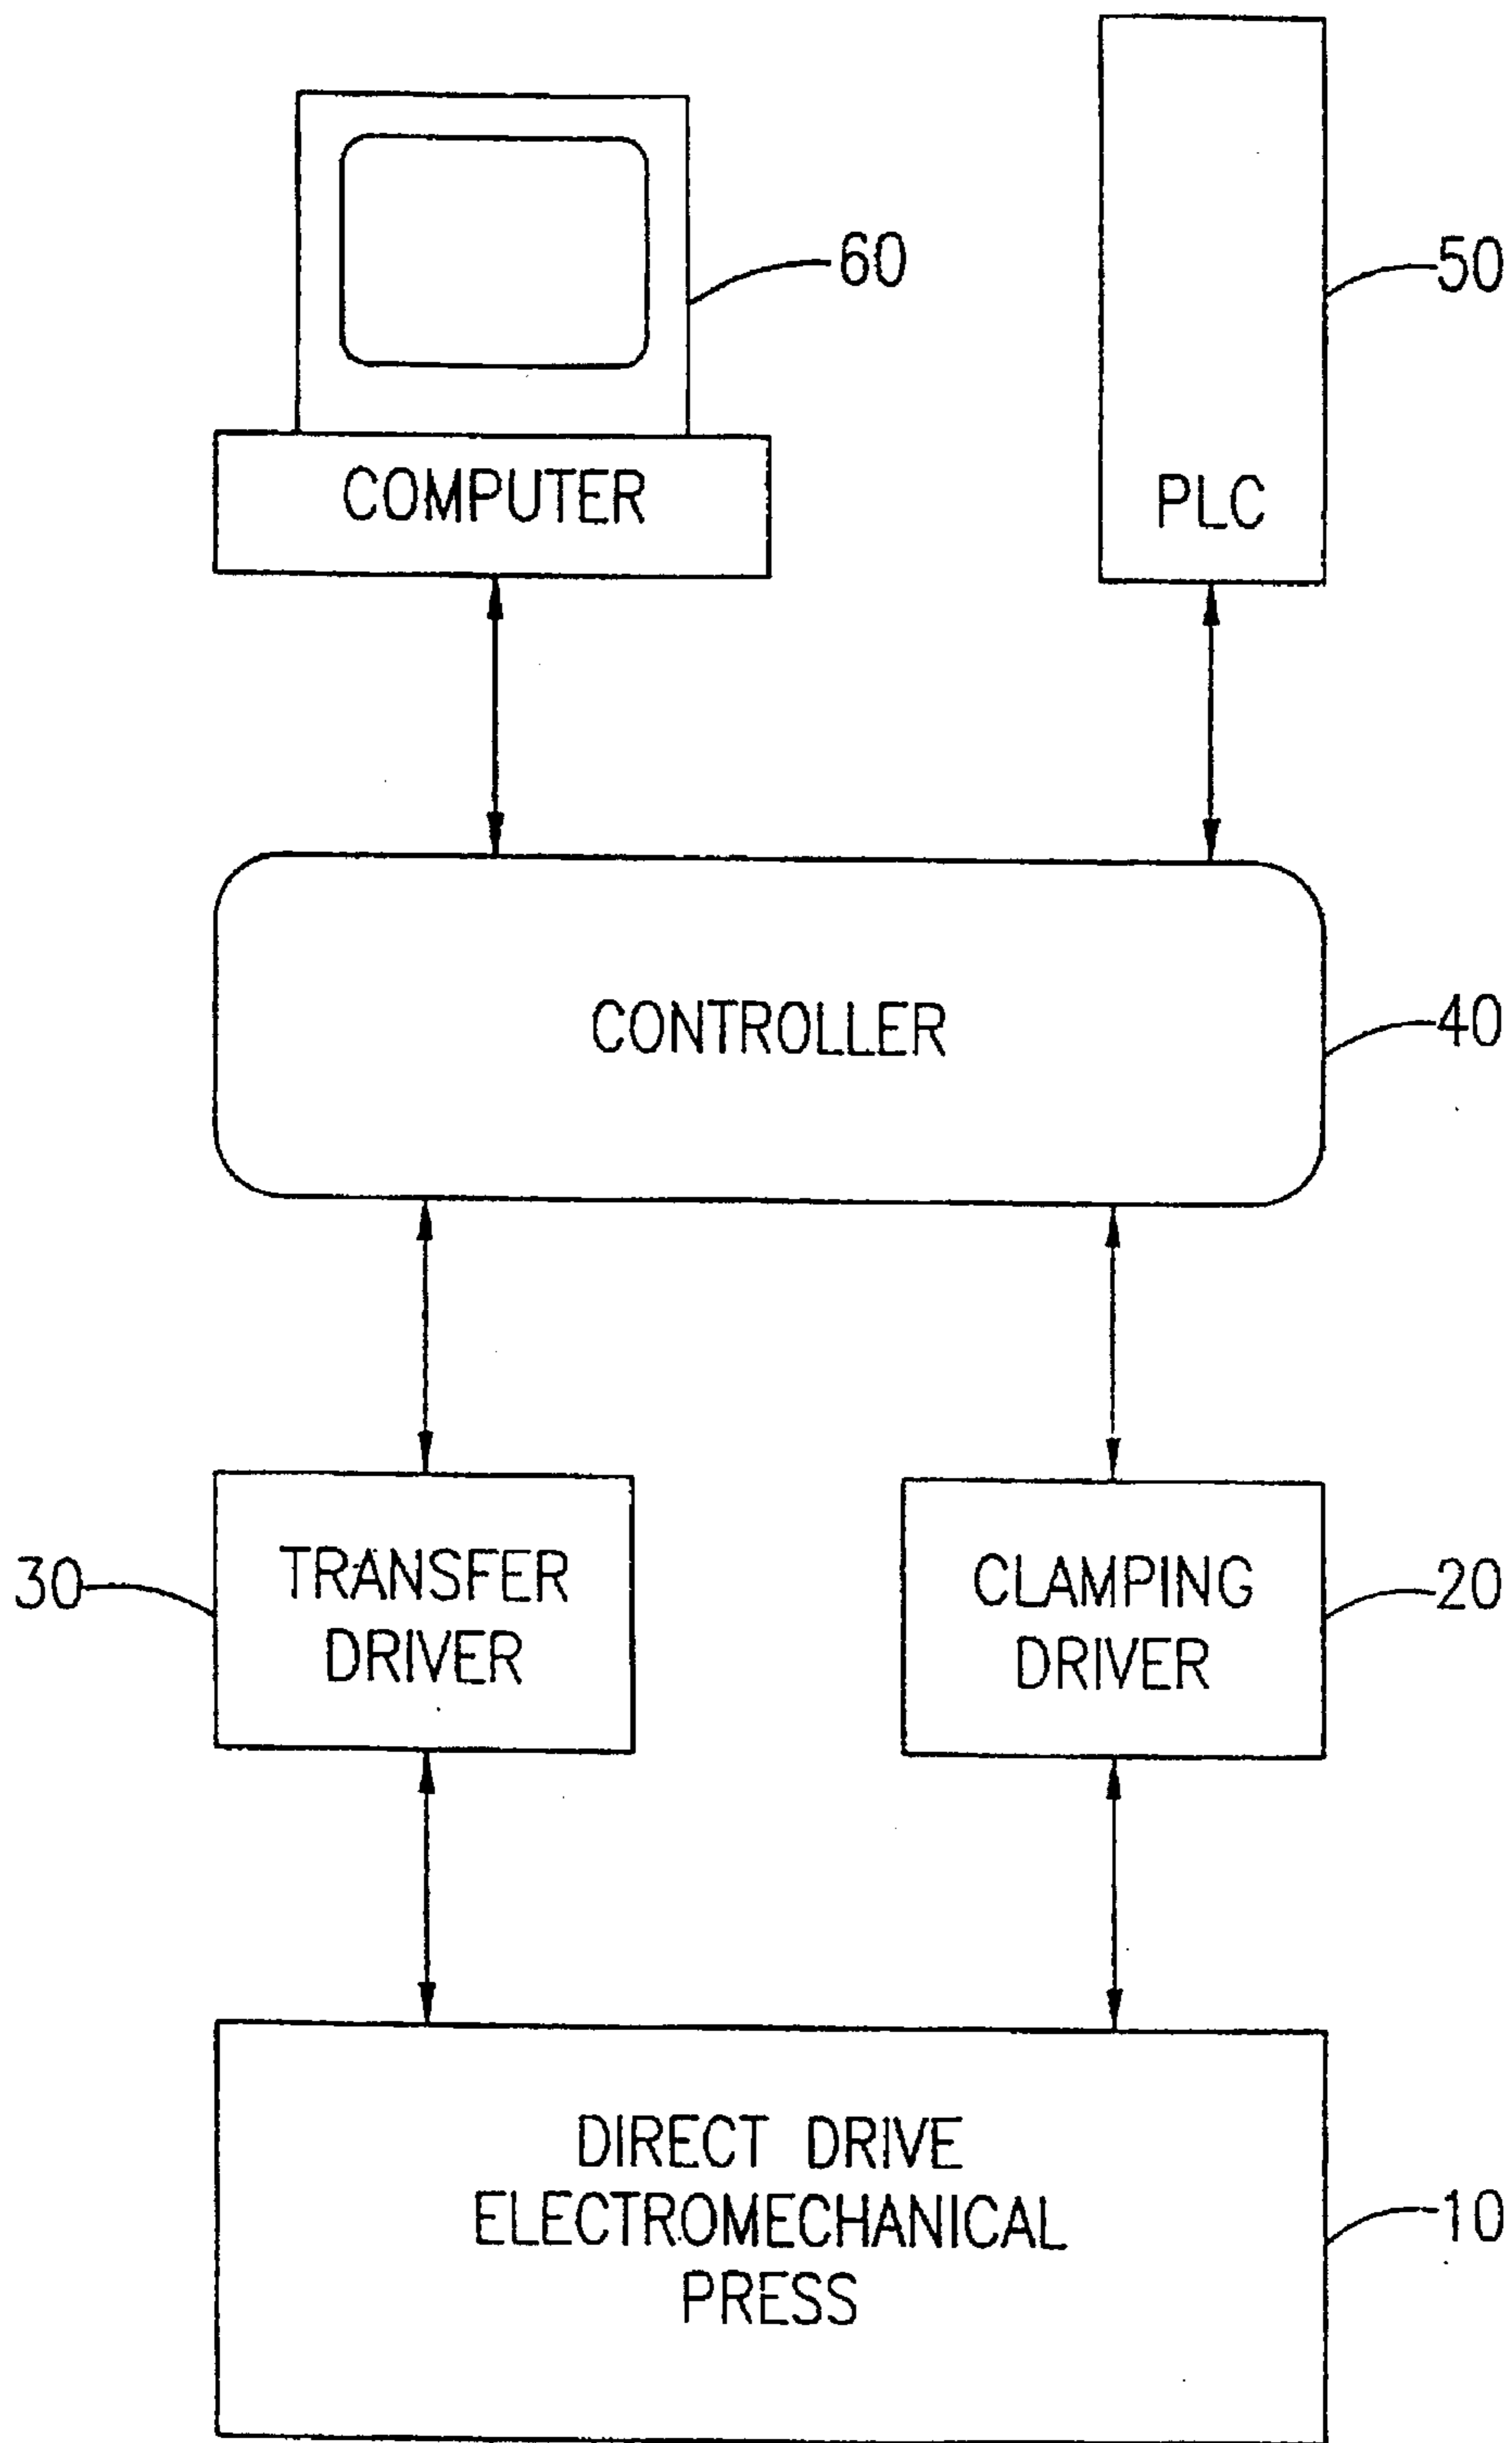 60
50
COMPUTER
PLC
CONTROLLER
40
30
TRANSFER
DRIVER
CLAMPING
DRIVER
20
DIRECT DRIVE
ELECTROMECHANICAL
PRESS
10